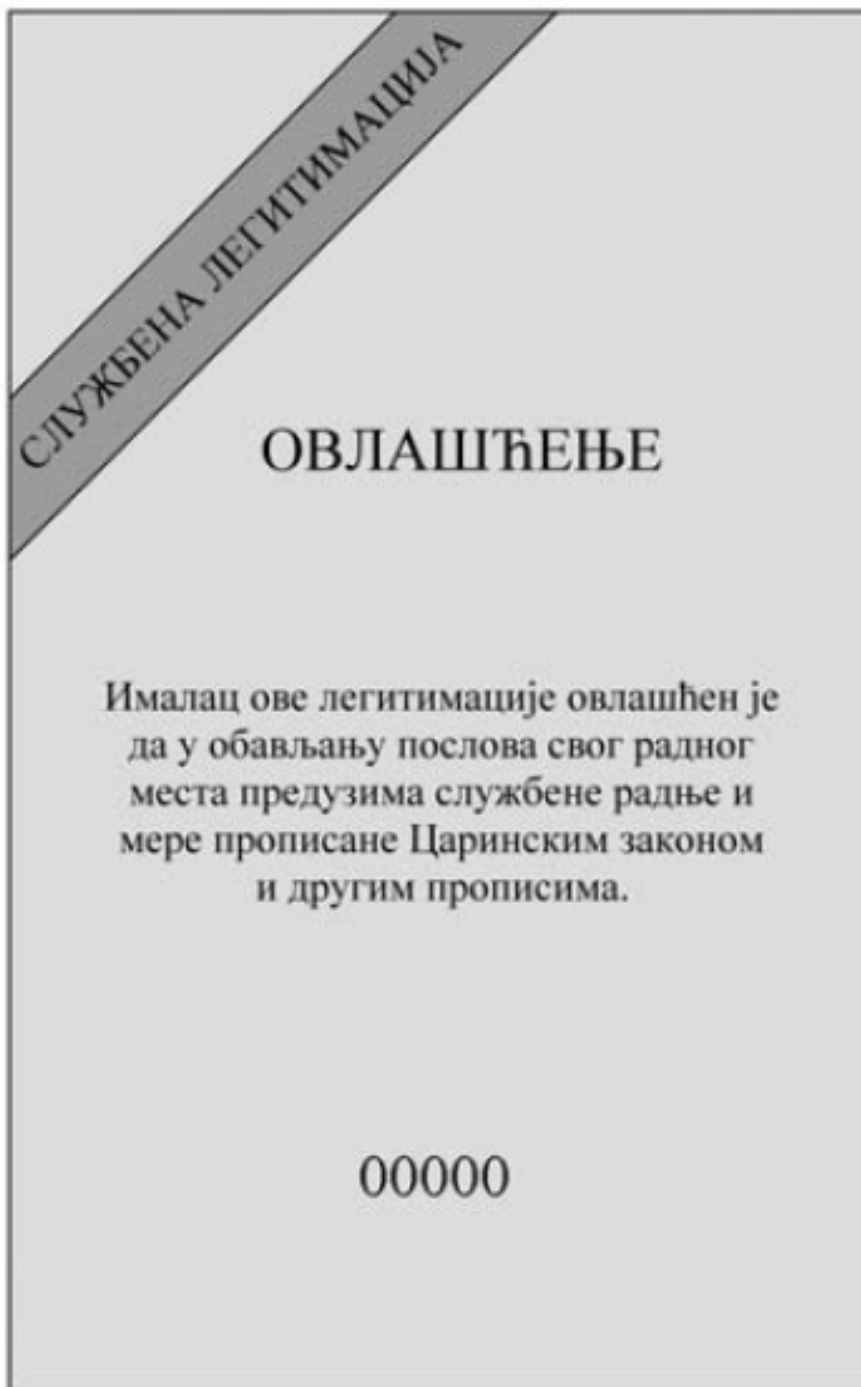 СЛУЖБЕНА ЛЕГИТИМАЦИЈА
ОВЛАШЋЕЊЕ
Ималац ове легитимације овлашћен је
да у обављању послова свог радног
места предузима службене радње и
мере прописане Царинским законом
и другим прописима.
00000